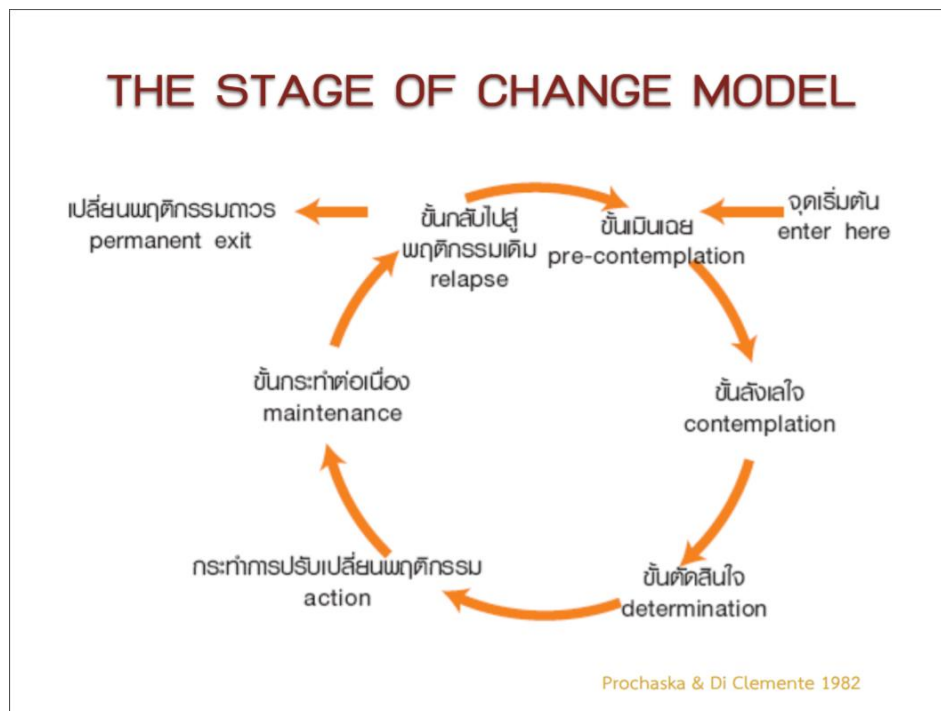 THE STAGE OF CHANGE MODEL
เปลี่ยนพฤติกรรมถาวร
permanent exit
ขั้นกลับไปสู่
พฤติกรรมเดิม
relapse
ขั้นเมินเฉย
pre-contemplation
จุดเริ่มต้น
enter here
ขั้นลังเลใจ
contemplation
ขั้นตัดสินใจ
determination
กระทำการปรับเปลี่ยนพฤติกรรม
action
ขั้นกระทำต่อเนื่อง
maintenance
Prochaska & Di Clemente 1982